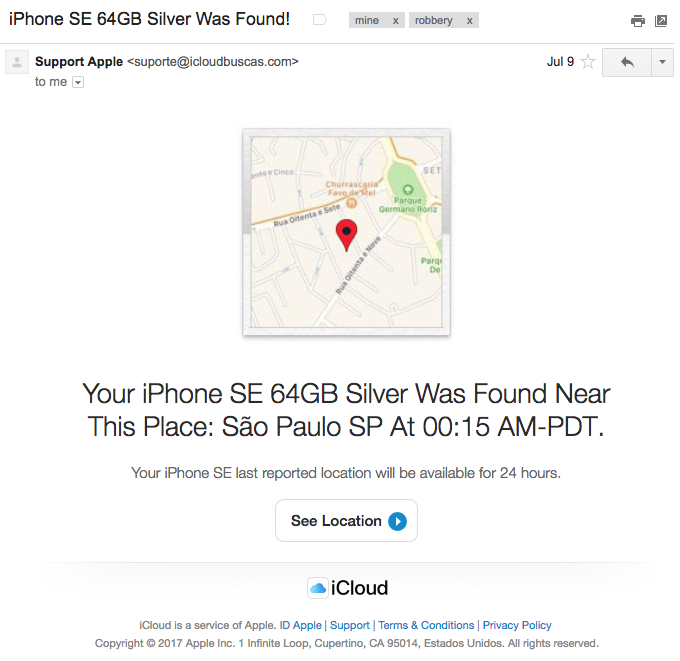 iPhone SE 64GB Silver Was Found!
mine x
robbery x
Support Apple <suporte@icloudbuscas.com>
Jul 9
to me
Churrascaria
Favo de Mel
SET
Parque
Germano Roriz
Rua Oitenta e Sete
Rua Oitenta e Nove
Parq
De
Your iPhone SE 64GB Silver Was Found Near
This Place: São Paulo SP At 00:15 AM-PDT.
Your iPhone SE last reported location will be available for 24 hours.
See Location
iCloud
iCloud is a service of Apple. ID Apple | Support | Terms & Conditions | Privacy Policy
Copyright © 2017 Apple Inc. 1 Infinite Loop, Cupertino, CA 95014, Estados Unidos. All rights reserved.